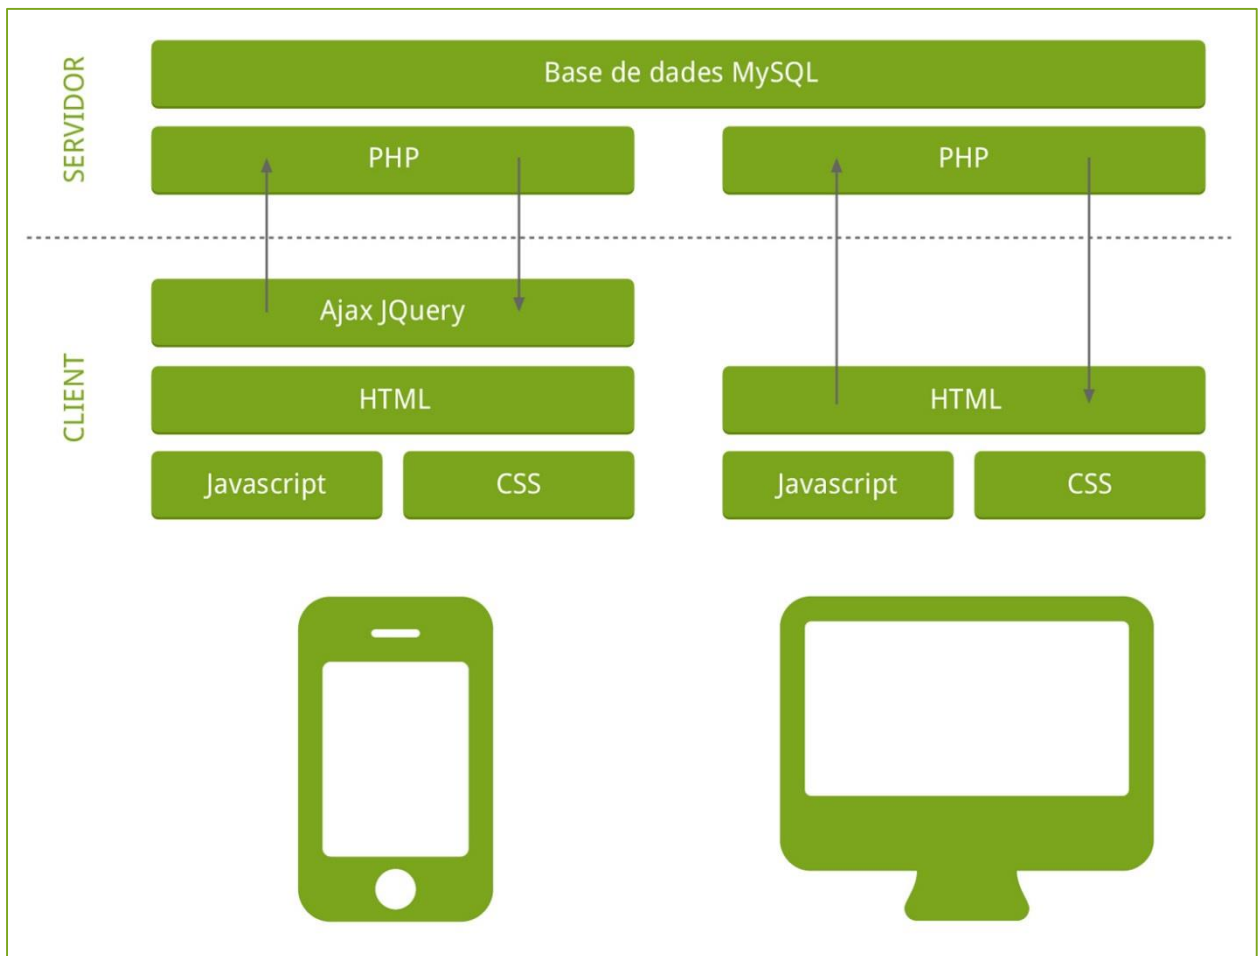 SERVIDOR
Base de dades MySQL
PHP
PHP
CLIENT
Ajax JQuery
HTML
HTML
Javascript
CSS
Javascript
CSS